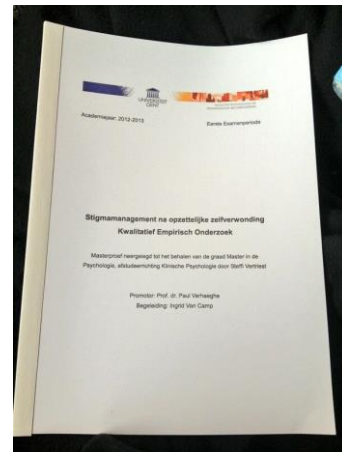 UNIVERSITEIT
GENT
Academiejaar: 2012-2013
Eerste Examenperiode
Stigmamanagement na opzettelijke zelfverwonding
Kwalitatief Empirisch Onderzoek
Masterproef neergelegd tot het behalen van de graad Master in de
Psychologie, afstudeerrichting Klinische Psychologie door Steffi Vertriest
Promotor: Prof. dr. Paul Verhaeghe
Begeleiding: Ingrid Van Camp